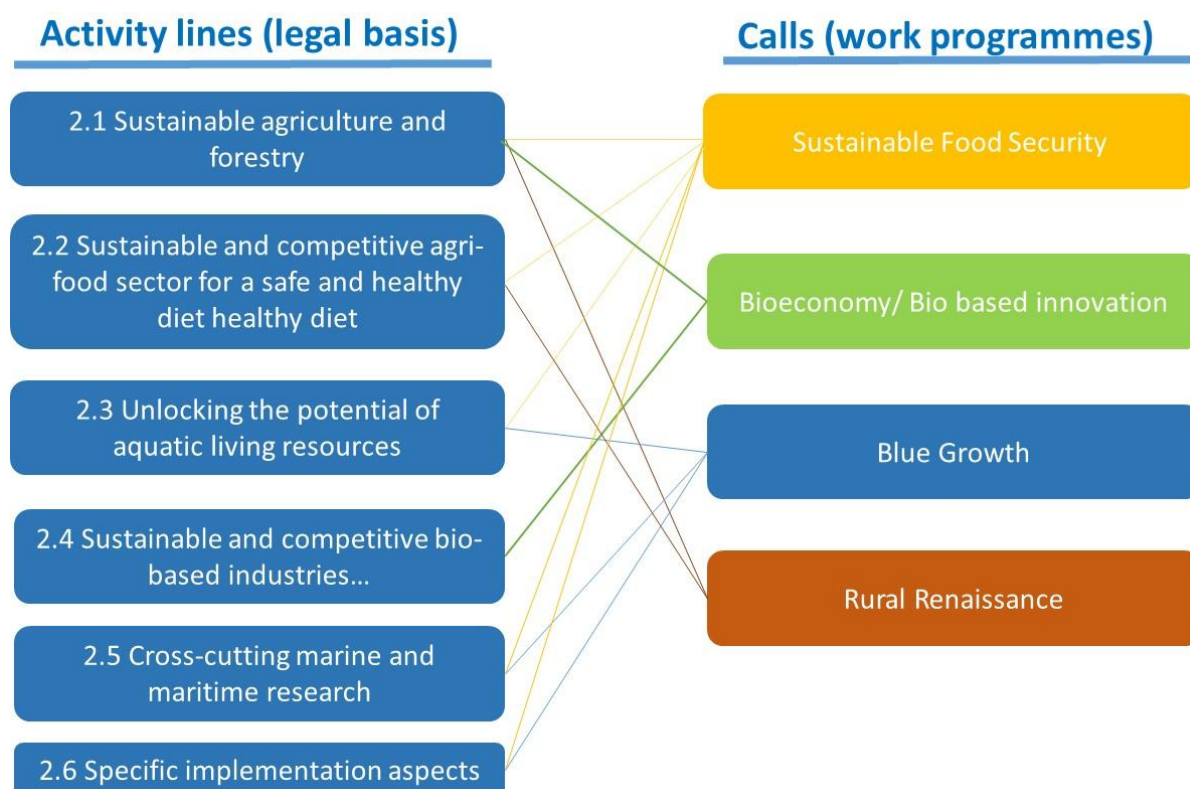 Activity lines (legal basis)
2.1 Sustainable agriculture and
forestry
2.2 Sustainable and competitive agri-
food sector for a safe and healthy
diet healthy diet
2.3 Unlocking the potential of
aquatic living resources
2.4 Sustainable and competitive bio-
based industries…
2.5 Cross-cutting marine and
maritime research
2.6 Specific implementation aspects
Calls (work programmes)
Sustainable Food Security
Bioeconomy/ Bio based innovation
Blue Growth
Rural Renaissance